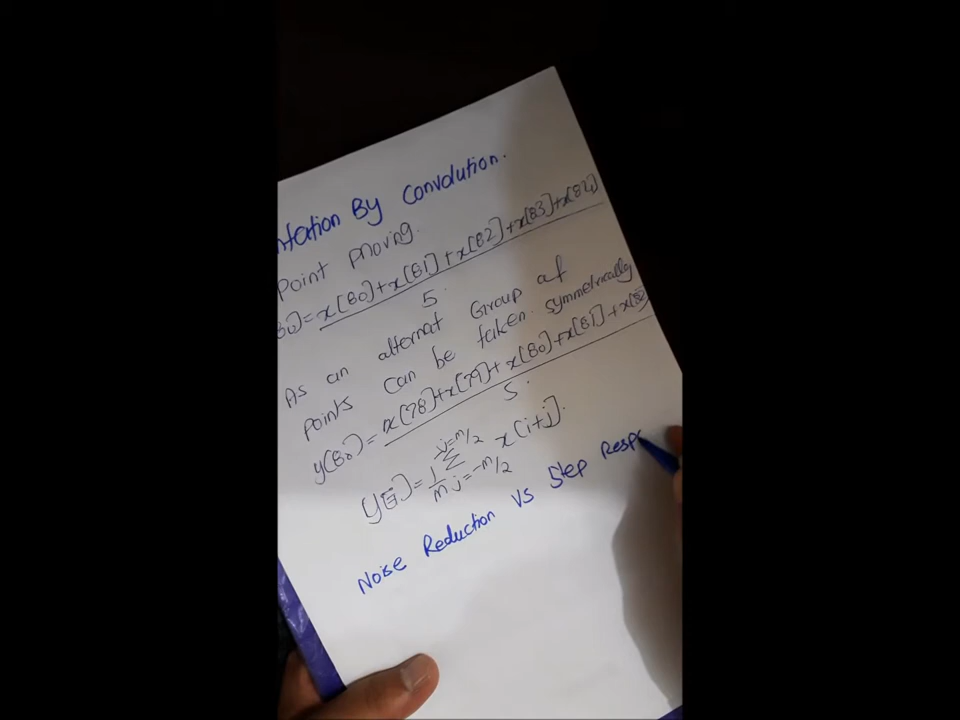 ntation By Convolution.
Point Moving.
80]= x[80]+x[81]+x[82]+x[83]+x[84]
5
As an alternat Group of
points can be taken symmetrically
y(80)= x[78]+x[79]+x[80]+x[81]+x[82]
5
y[i]= 1/m Σ j=-m/2 j=m/2 x[i+j].
Noise Reduction VS Step Resp